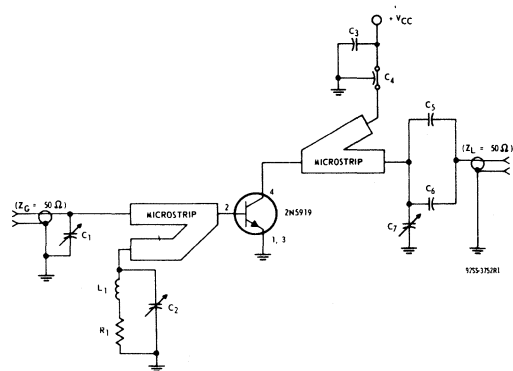 + VCC
C3
C4
C5
MICROSTRIP
(ZL = 50 Ω)
4
(ZG = 50 Ω)
MICROSTRIP
2
2N5919
C6
C7
C1
1, 3
92SS-3752R1
L1
C2
R1